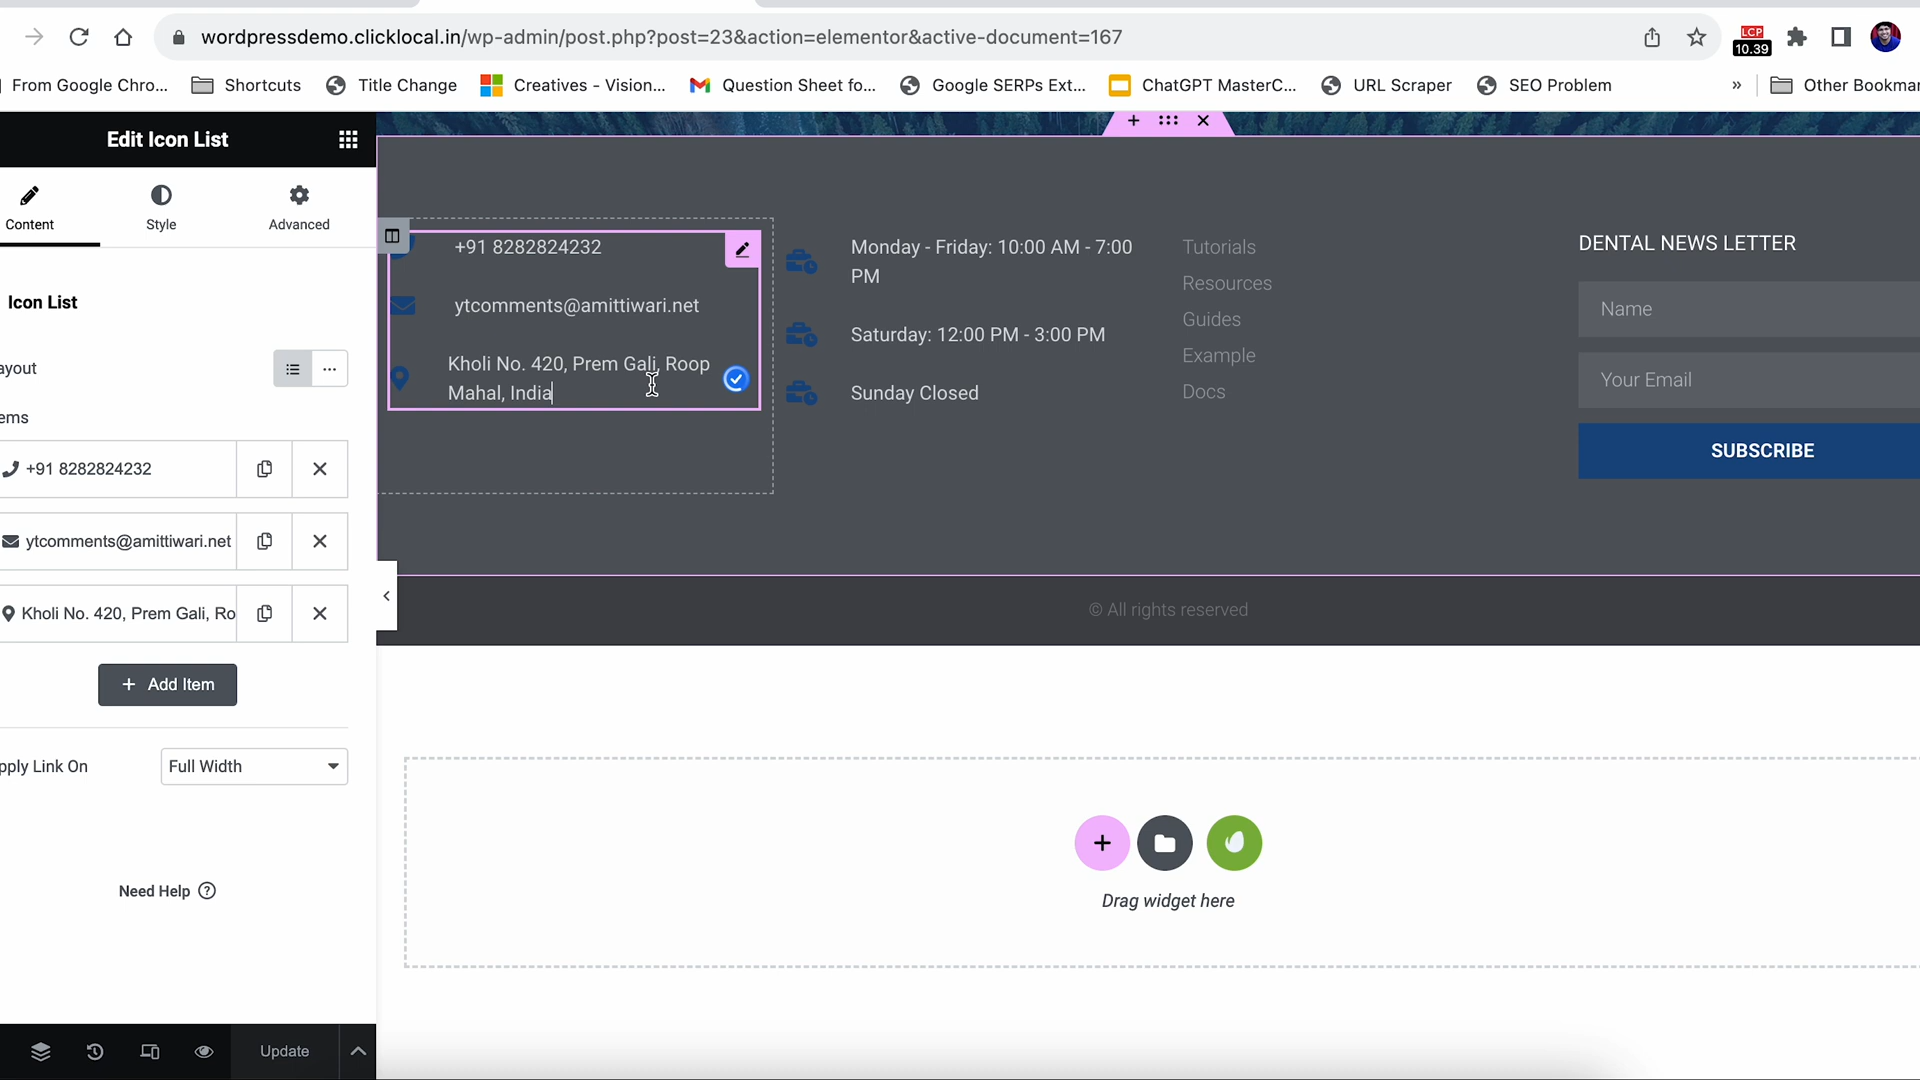 wordpressdemo.clicklocal.in/wp-admin/post.php?post=23&action=elementor&active-document=167
LCP
10.39
From Google Chro...
Shortcuts
Title Change
Creatives - Vision...
Question Sheet fo...
Google SERPs Ext...
ChatGPT MasterC...
URL Scraper
SEO Problem
»
Other Bookmar
Edit Icon List
Content
Style
Advanced
Icon List
ayout
ems
+91 8282824232
ytcomments@amittiwari.net
Kholi No. 420, Prem Gali, Ro
+ Add Item
pply Link On
Full Width
Need Help
Update
+91 8282824232
ytcomments@amittiwari.net
Kholi No. 420, Prem Gali, Roop
Mahal, India
Monday - Friday: 10:00 AM - 7:00
PM
Saturday: 12:00 PM - 3:00 PM
Sunday Closed
Tutorials
Resources
Guides
Example
Docs
DENTAL NEWS LETTER
Name
Your Email
SUBSCRIBE
© All rights reserved
Drag widget here